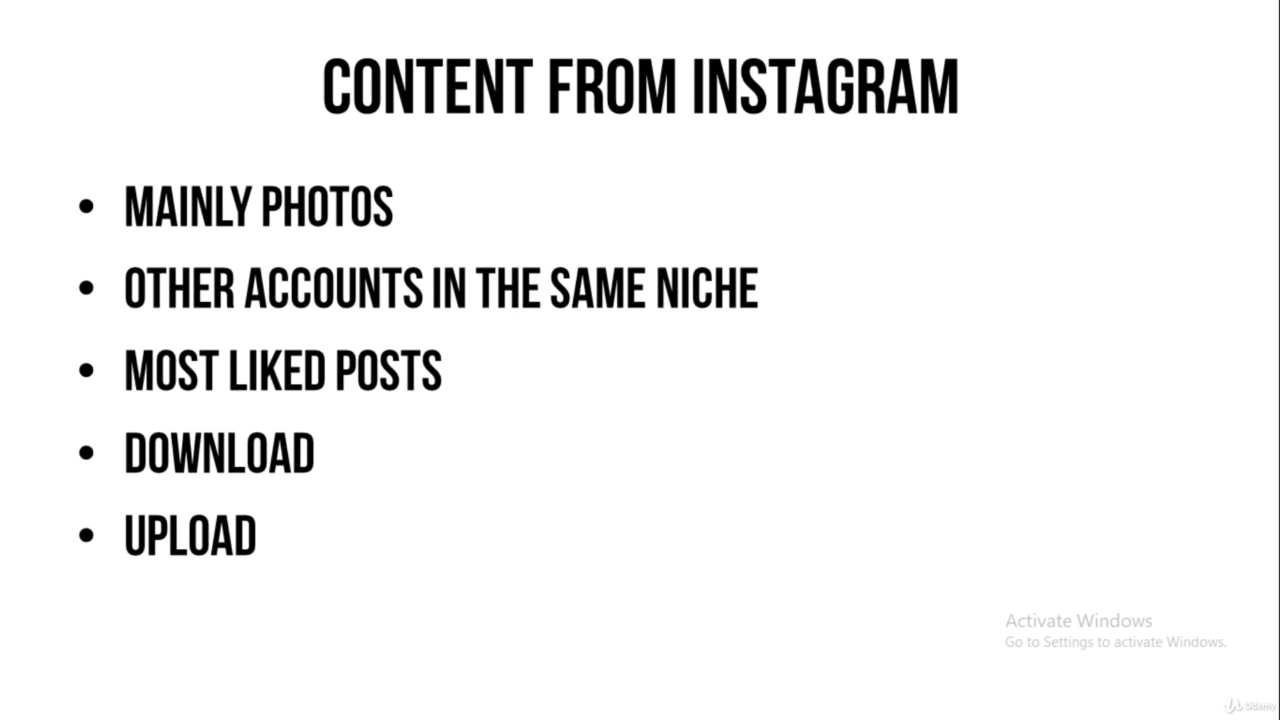 CONTENT FROM INSTAGRAM
• MAINLY PHOTOS
• OTHER ACCOUNTS IN THE SAME NICHE
• MOST LIKED POSTS
• DOWNLOAD
• UPLOAD
Activate Windows
Go to Settings to activate Windows.
Udemy